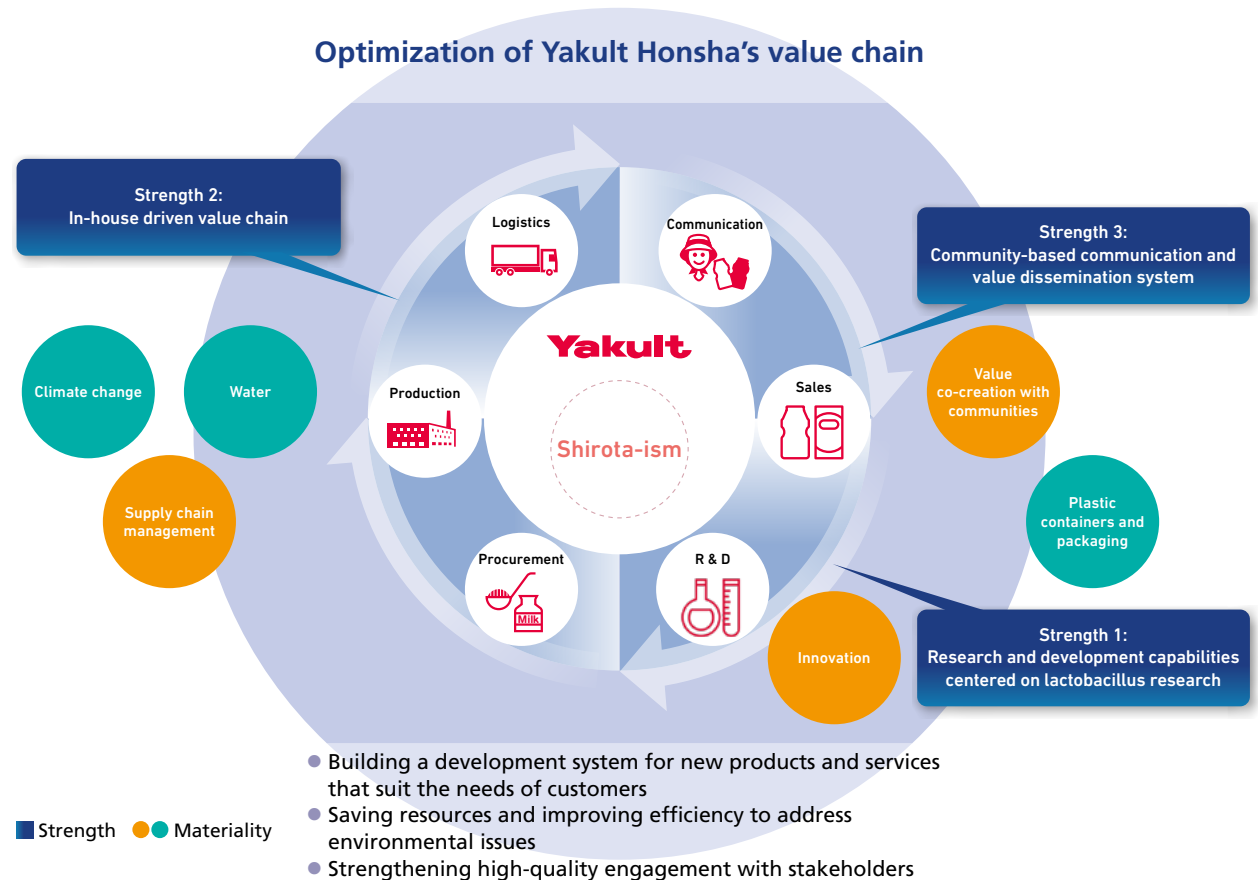 Optimization of Yakult Honsha’s value chain
Strength 2:
In-house driven value chain
Logistics
Communication
Strength 3:
Community-based communication and
value dissemination system
Yakult
Shirota-ism
Climate change
Water
Production
Sales
Value
co-creation with
communities
Supply chain
management
Plastic
containers and
packaging
Procurement
Milk
R & D
Innovation
Strength 1:
Research and development capabilities
centered on lactobacillus research
● Building a development system for new products and services
that suit the needs of customers
● Saving resources and improving efficiency to address
environmental issues
● Strengthening high-quality engagement with stakeholders
Strength
Materiality